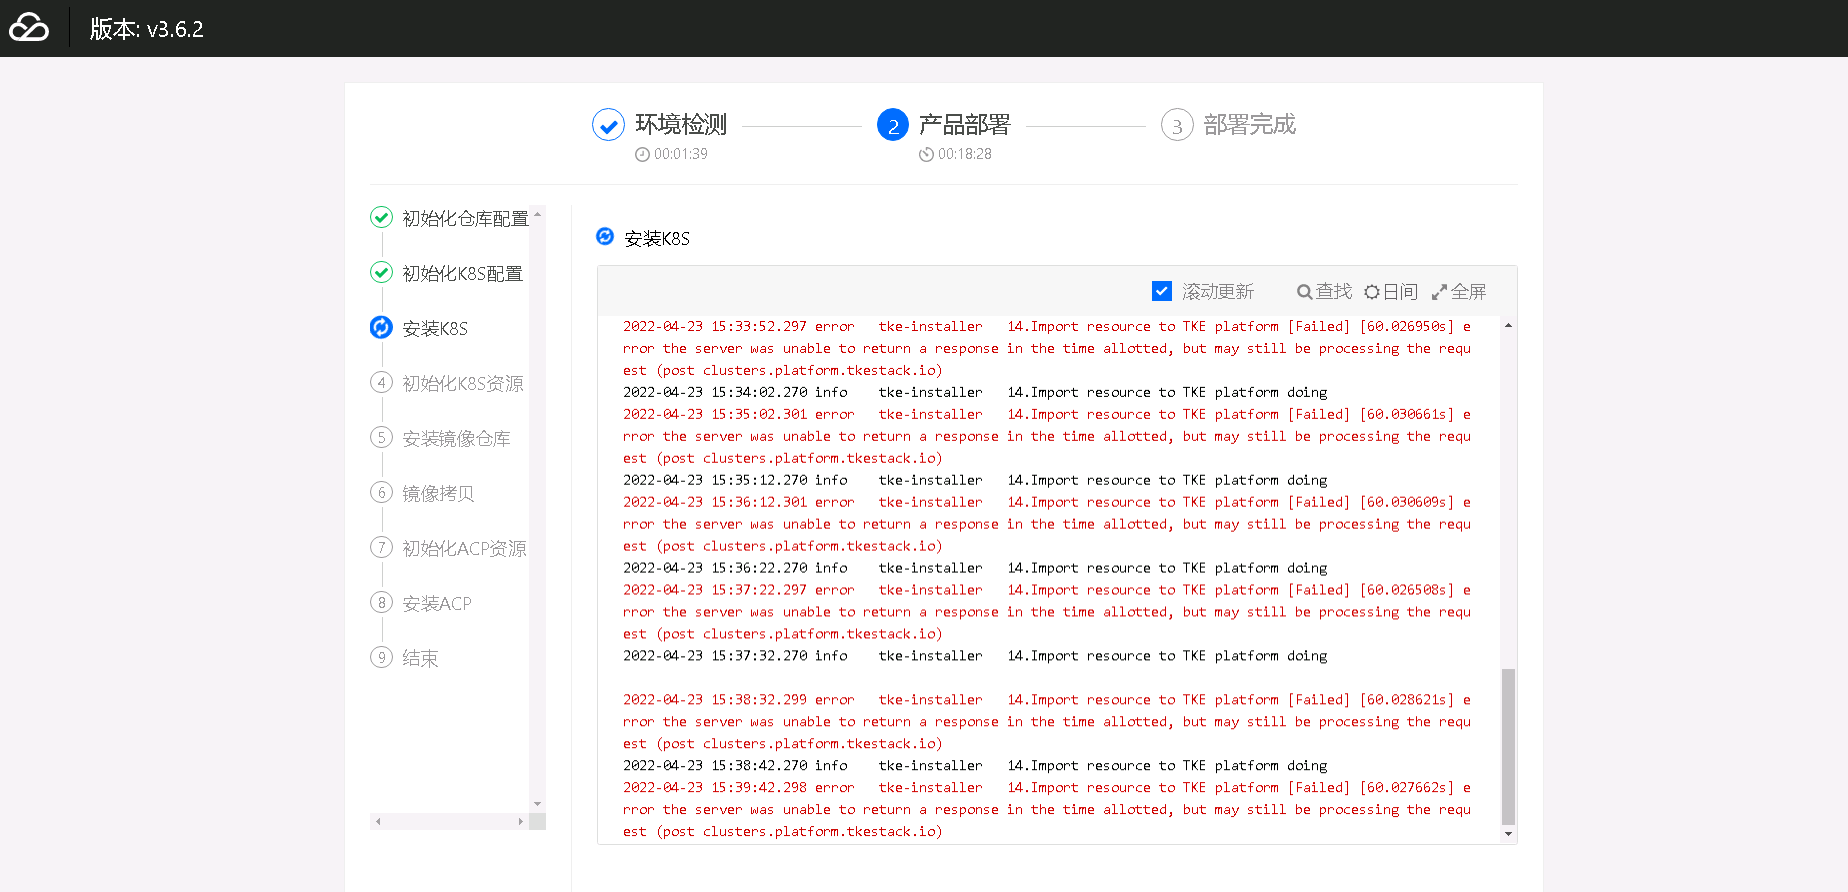 版本: v3.6.2
环境检测
00:01:39
2
产品部署
00:18:28
3
部署完成
初始化仓库配置
初始化K8S配置
安装K8S
4 初始化K8S资源
5 安装镜像仓库
6 镜像拷贝
7 初始化ACP资源
8 安装ACP
9 结束
安装K8S
滚动更新 查找 日间 全屏
2022-04-23 15:33:52.297 error tke-installer 14.Import resource to TKE platform [Failed] [60.026950s] e
rror the server was unable to return a response in the time allotted, but may still be processing the requ
est (post clusters.platform.tkestack.io)
2022-04-23 15:34:02.270 info tke-installer 14.Import resource to TKE platform doing
2022-04-23 15:35:02.301 error tke-installer 14.Import resource to TKE platform [Failed] [60.030661s] e
rror the server was unable to return a response in the time allotted, but may still be processing the requ
est (post clusters.platform.tkestack.io)
2022-04-23 15:35:12.270 info tke-installer 14.Import resource to TKE platform doing
2022-04-23 15:36:12.301 error tke-installer 14.Import resource to TKE platform [Failed] [60.030609s] e
rror the server was unable to return a response in the time allotted, but may still be processing the requ
est (post clusters.platform.tkestack.io)
2022-04-23 15:36:22.270 info tke-installer 14.Import resource to TKE platform doing
2022-04-23 15:37:22.297 error tke-installer 14.Import resource to TKE platform [Failed] [60.026508s] e
rror the server was unable to return a response in the time allotted, but may still be processing the requ
est (post clusters.platform.tkestack.io)
2022-04-23 15:37:32.270 info tke-installer 14.Import resource to TKE platform doing
2022-04-23 15:38:32.299 error tke-installer 14.Import resource to TKE platform [Failed] [60.028621s] e
rror the server was unable to return a response in the time allotted, but may still be processing the requ
est (post clusters.platform.tkestack.io)
2022-04-23 15:38:42.270 info tke-installer 14.Import resource to TKE platform doing
2022-04-23 15:39:42.298 error tke-installer 14.Import resource to TKE platform [Failed] [60.027662s] e
rror the server was unable to return a response in the time allotted, but may still be processing the requ
est (post clusters.platform.tkestack.io)